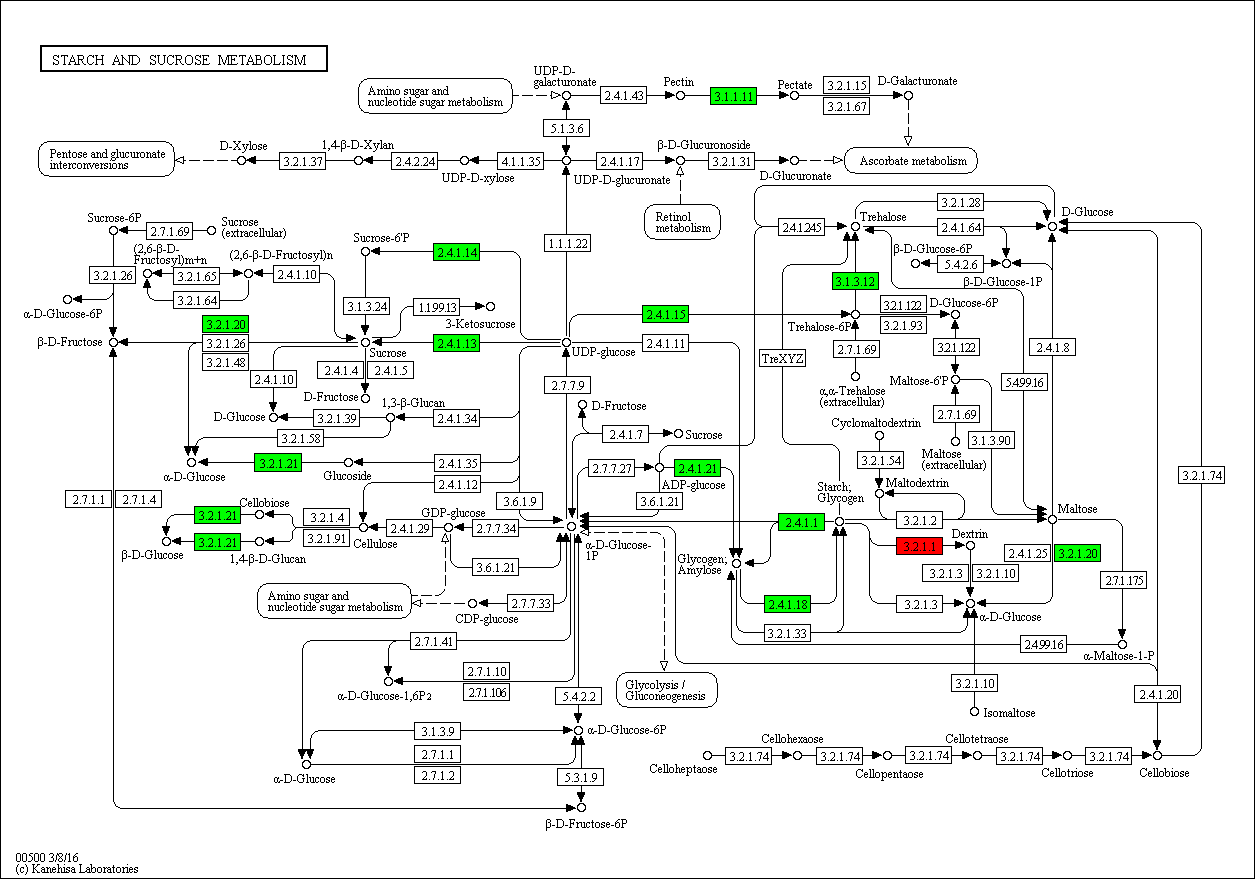 STARCH AND SUCROSE METABOLISM
UDP-D-
galacturonate
Amino sugar and
nucleotide sugar metabolism
2.4.1.43
Pectin
3.1.1.11
Pectate
3.2.1.15
3.2.1.67
D-Galacturonate
5.1.3.6
Pentose and glucuronate
interconversions
D-Xylose
3.2.1.37
1,4-β-D-Xylan
2.4.2.24
UDP-D-xylose
4.1.1.35
2.4.1.17
UDP-D-glucuronate
β-D-Glucuronoside
3.2.1.31
D-Glucuronate
Ascorbate metabolism
Retinol
metabolism
Sucrose-6P
2.7.1.69
Sucrose
(extracellular)
(2,6-β-D-
Fructosyl)m+n
(2,6-β-D-Fructosyl)n
3.2.1.26
3.2.1.65
3.2.1.64
2.4.1.10
α-D-Glucose-6P
Sucrose-6'P
2.4.1.14
1.1.1.22
3.1.3.24
1.1.99.13
3-Ketosucrose
2.4.1.245
Trehalose
3.2.1.28
2.4.1.64
D-Glucose
β-D-Glucose-6P
5.4.2.6
β-D-Glucose-1P
3.1.3.12
β-D-Fructose
3.2.1.20
3.2.1.26
3.2.1.48
Sucrose
2.4.1.13
UDP-glucose
2.4.1.15
2.4.1.11
Trehalose-6P
3.2.1.122
3.2.1.93
D-Glucose-6P
2.7.1.69
α,α-Trehalose
(extracellular)
TreXYZ
3.2.1.122
Maltose-6'P
2.7.1.69
Maltose
(extracellular)
3.1.3.90
5.4.99.16
2.4.1.8
2.4.1.10
2.4.1.4
2.4.1.5
D-Fructose
2.7.7.9
D-Fructose
D-Glucose
3.2.1.39
1,3-β-Glucan
2.4.1.34
3.2.1.58
2.4.1.7
Sucrose
Cyclomaltodextrin
3.2.1.54
Maltodextrin
α-D-Glucose
3.2.1.21
Glucoside
2.4.1.35
2.4.1.12
2.7.7.27
2.4.1.21
ADP-glucose
3.6.1.21
3.6.1.9
3.2.1.74
2.7.1.1
2.7.1.4
Cellobiose
3.2.1.21
3.2.1.21
β-D-Glucose
1,4-β-D-Glucan
3.2.1.4
3.2.1.91
Cellulose
2.4.1.29
GDP-glucose
2.7.7.34
3.6.1.21
α-D-Glucose-
1P
Starch;
Glycogen
2.4.1.1
3.2.1.2
Maltose
Dextrin
3.2.1.1
2.4.1.25
3.2.1.20
3.2.1.3
3.2.1.10
2.7.1.175
Glycogen;
Amylose
2.4.1.18
3.2.1.3
α-D-Glucose
3.2.1.33
2.4.99.16
α-Maltose-1-P
Amino sugar and
nucleotide sugar metabolism
2.7.7.33
CDP-glucose
2.7.1.41
2.7.1.10
2.7.1.106
α-D-Glucose-1,6P2
Glycolysis /
Gluconeogenesis
3.2.1.10
Isomaltose
2.4.1.20
5.4.2.2
α-D-Glucose-6P
3.1.3.9
2.7.1.1
2.7.1.2
α-D-Glucose
5.3.1.9
β-D-Fructose-6P
Celloheptaose
3.2.1.74
Cellohexaose
3.2.1.74
Cellopentaose
3.2.1.74
Cellotetraose
3.2.1.74
Cellotriose
3.2.1.74
Cellobiose
00500 3/8/16
(c) Kanehisa Laboratories